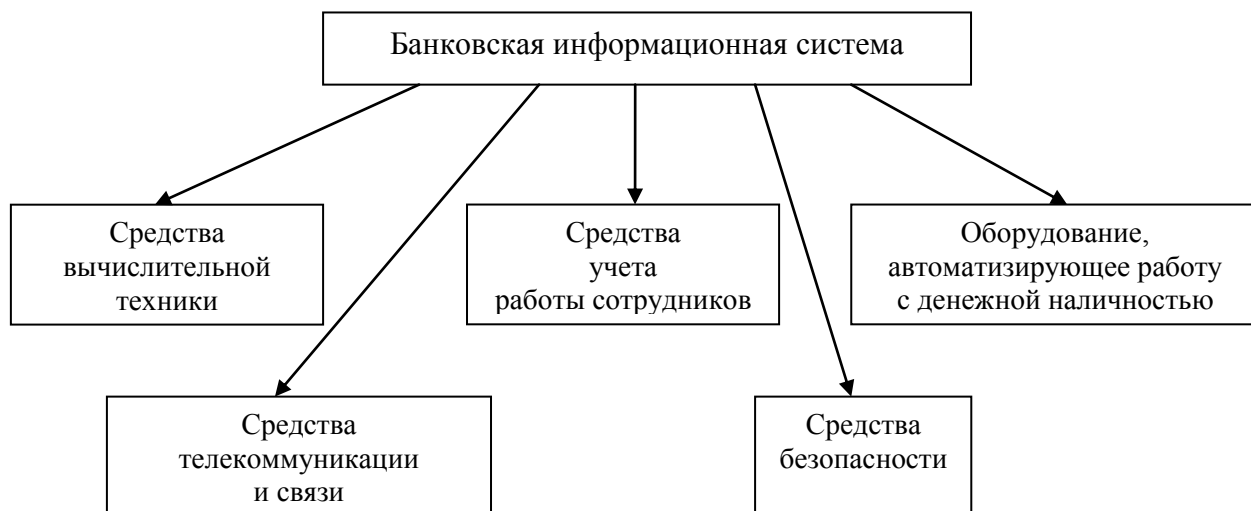 Банковская информационная система
Средства
вычислительной
техники
Средства
учета
работы сотрудников
Оборудование,
автоматизирующее работу
с денежной наличностью
Средства
телекоммуникации
и связи
Средства
безопасности